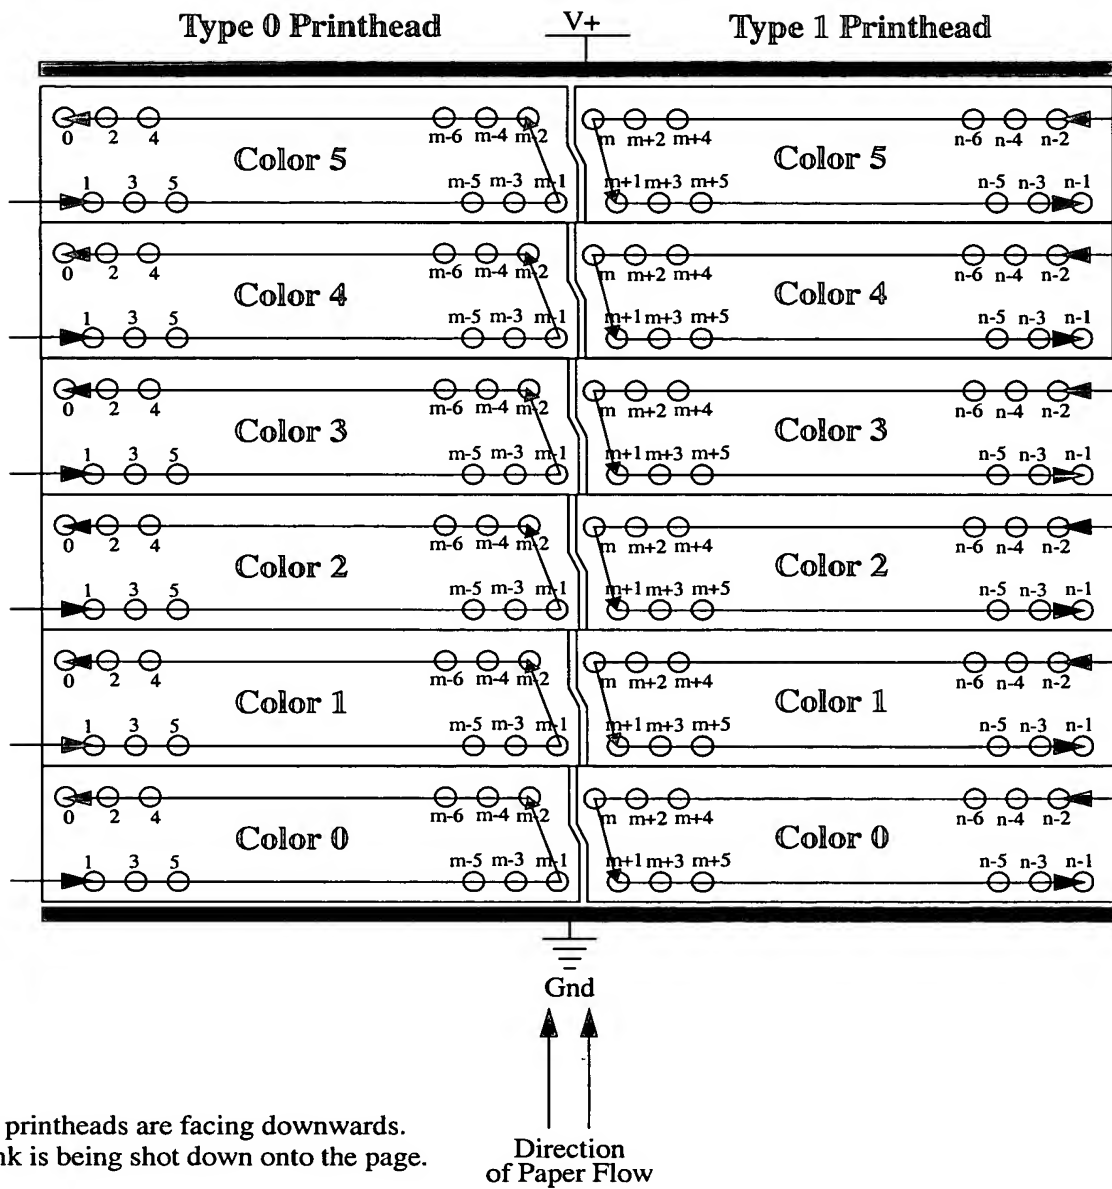 Type 0 Printhead V+ Type 1 Printhead
0 2 4 m-6 m-4 m-2 m m+2 m+4 n-6 n-4 n-2
Color 5 Color 5
1 3 5 m-5 m-3 m-1 m+1 m+3 m+5 n-5 n-3 n-1
0 2 4 m-6 m-4 m-2 m m+2 m+4 n-6 n-4 n-2
Color 4 Color 4
1 3 5 m-5 m-3 m-1 m+1 m+3 m+5 n-5 n-3 n-1
0 2 4 m-6 m-4 m-2 m m+2 m+4 n-6 n-4 n-2
Color 3 Color 3
1 3 5 m-5 m-3 m-1 m+1 m+3 m+5 n-5 n-3 n-1
0 2 4 m-6 m-4 m-2 m m+2 m+4 n-6 n-4 n-2
Color 2 Color 2
1 3 5 m-5 m-3 m-1 m+1 m+3 m+5 n-5 n-3 n-1
0 2 4 m-6 m-4 m-2 m m+2 m+4 n-6 n-4 n-2
Color 1 Color 1
1 3 5 m-5 m-3 m-1 m+1 m+3 m+5 n-5 n-3 n-1
0 2 4 m-6 m-4 m-2 m m+2 m+4 n-6 n-4 n-2
Color 0 Color 0
1 3 5 m-5 m-3 m-1 m+1 m+3 m+5 n-5 n-3 n-1
Gnd
printheads are facing downwards.
nk is being shot down onto the page.
Direction
of Paper Flow